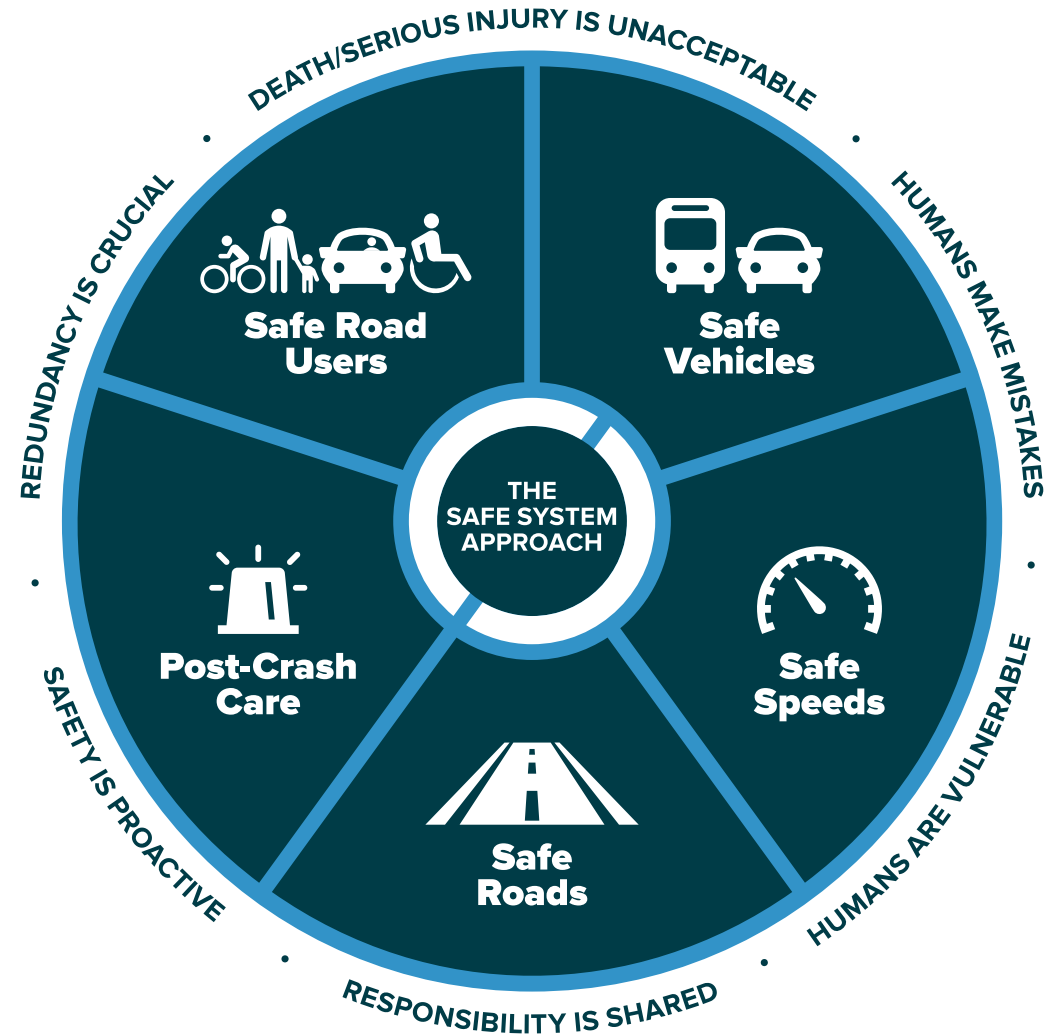 DEATH/SERIOUS INJURY IS UNACCEPTABLE
HUMANS MAKE MISTAKES
HUMANS ARE VULNERABLE
RESPONSIBILITY IS SHARED
SAFETY IS PROACTIVE
REDUNDANCY IS CRUCIAL
Safe Road
Users
Safe
Vehicles
Safe
Speeds
Safe
Roads
Post-Crash
Care
THE
SAFE SYSTEM
APPROACH